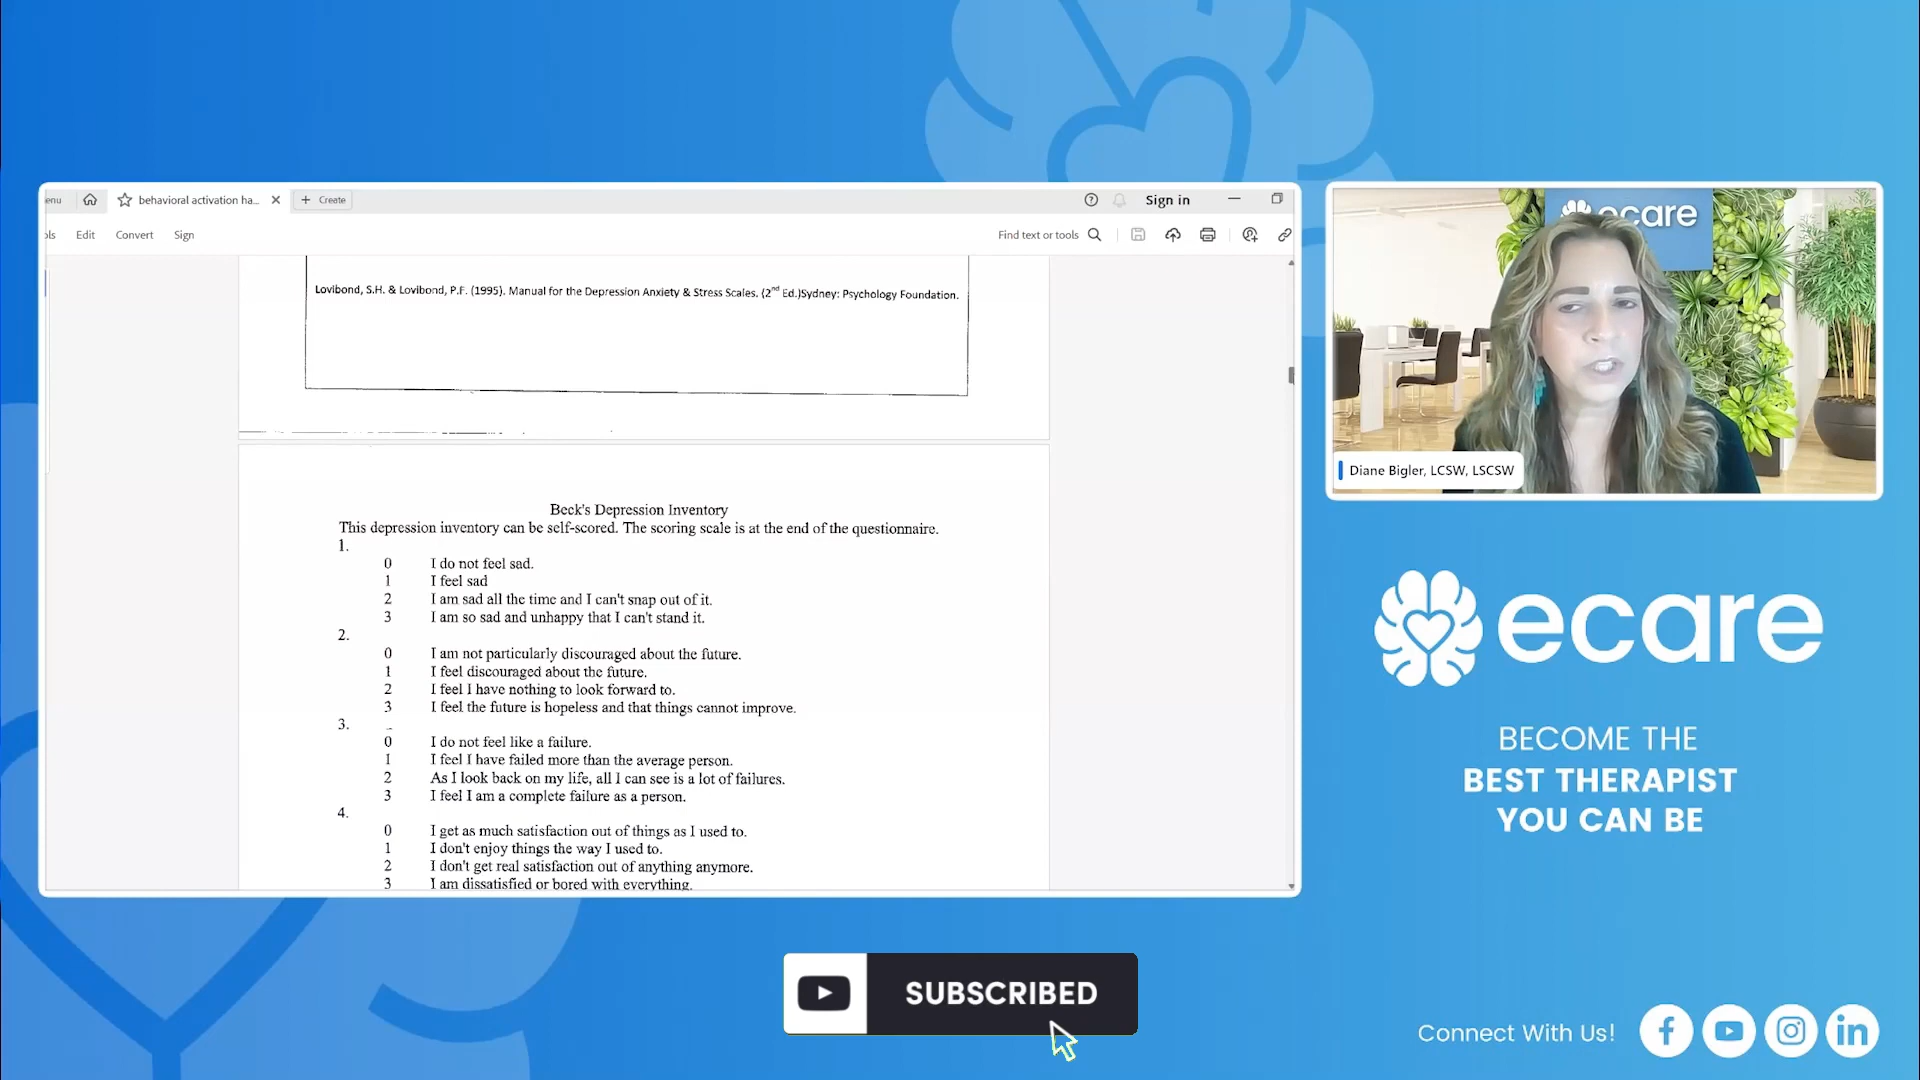 enu
behavioral activation ha...
Create
Sign in
ols
Edit
Convert
Sign
Find text or tools
Lovibond, S.H. & Lovibond, P.F. (1995). Manual for the Depression Anxiety & Stress Scales. (2nd Ed.)Sydney: Psychology Foundation.
Beck's Depression Inventory
This depression inventory can be self-scored. The scoring scale is at the end of the questionnaire.
1.
0 I do not feel sad.
1 I feel sad
2 I am sad all the time and I can't snap out of it.
3 I am so sad and unhappy that I can't stand it.
2.
0 I am not particularly discouraged about the future.
1 I feel discouraged about the future.
2 I feel I have nothing to look forward to.
3 I feel the future is hopeless and that things cannot improve.
3.
0 I do not feel like a failure.
1 I feel I have failed more than the average person.
2 As I look back on my life, all I can see is a lot of failures.
3 I feel I am a complete failure as a person.
4.
0 I get as much satisfaction out of things as I used to.
1 I don't enjoy things the way I used to.
2 I don't get real satisfaction out of anything anymore.
3 I am dissatisfied or bored with everything.
ecare
Diane Bigler, LCSW, LSCSW
ecare
BECOME THE
BEST THERAPIST
YOU CAN BE
SUBSCRIBED
Connect With Us!